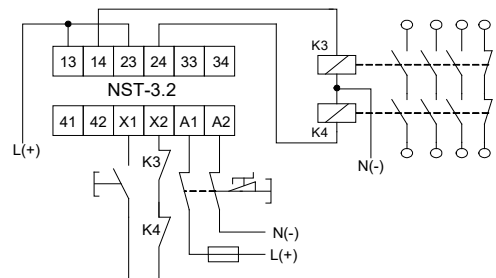 K3
13 14 23 24 33 34
NST-3.2
41 42 X1 X2 A1 A2
K4
L(+)
N(-)
K3
K4
N(-)
L(+)